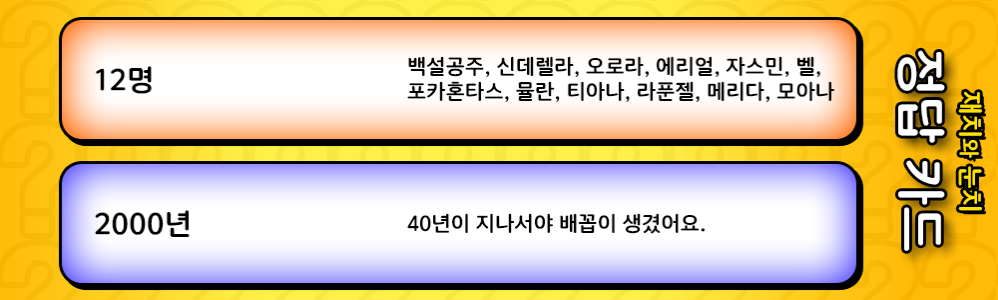 12명
백설공주, 신데렐라, 오로라, 에리얼, 자스민, 벨,
포카혼타스, 뮬란, 티아나, 라푼젤, 메리다, 모아나
2000년
40년이 지나서야 배꼽이 생겼어요.
재치와 눈치
정답 카드